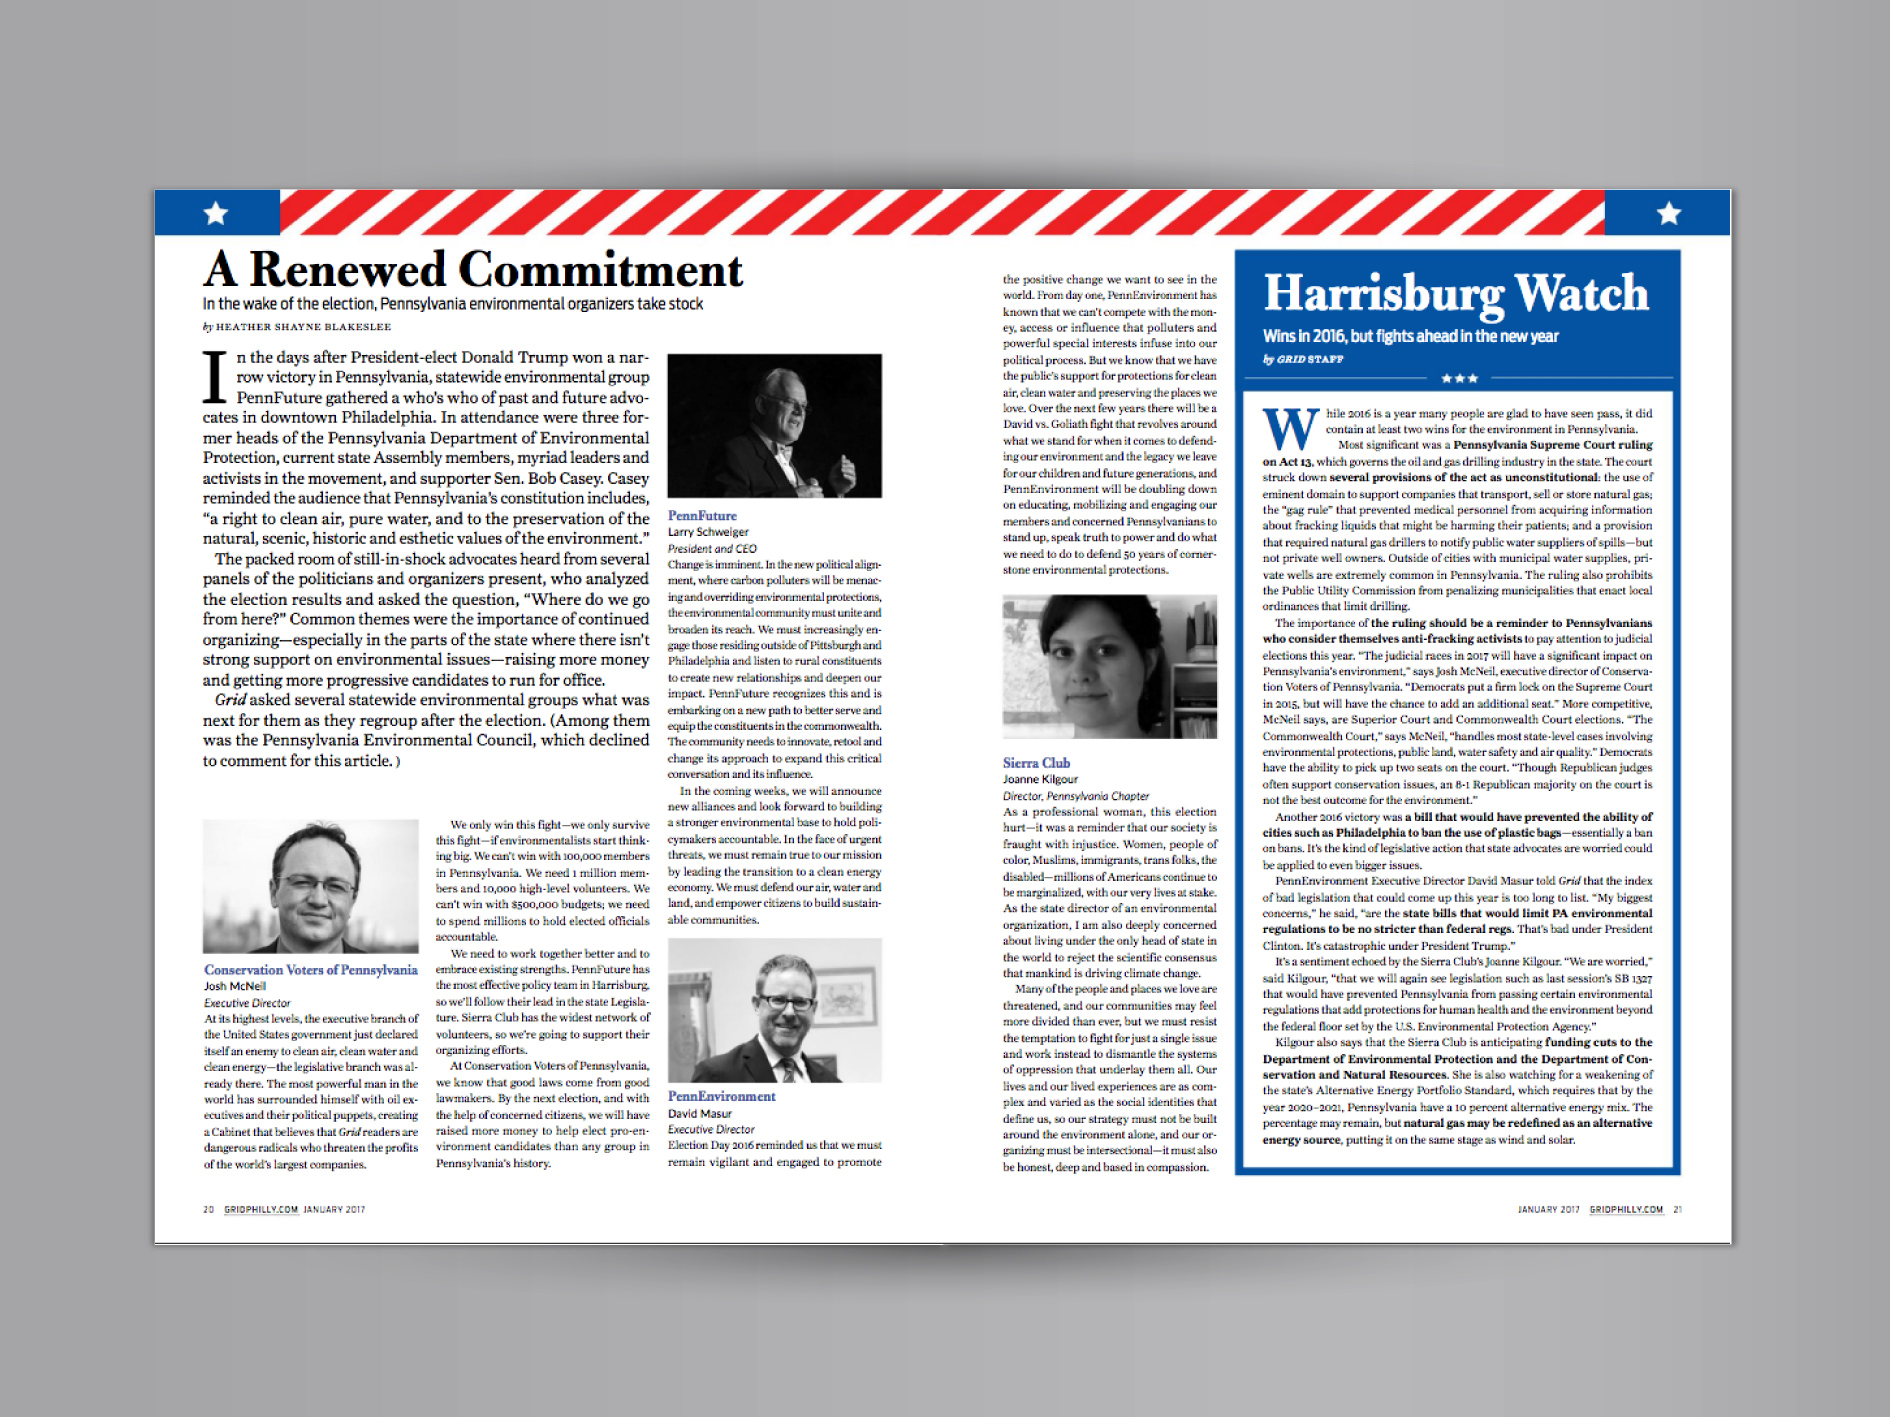 A Renewed Commitment
In the wake of the election, Pennsylvania environmental organizers take stock
by HEATHER SHAYNE BLAKESLEE
In the days after President-elect Donald Trump won a nar-
row victory in Pennsylvania, statewide environmental group
PennFuture gathered a who's who of past and future advo-
cates in downtown Philadelphia. In attendance were three for-
mer heads of the Pennsylvania Department of Environmental
Protection, current state Assembly members, myriad leaders and
activists in the movement, and supporter Sen. Bob Casey. Casey
reminded the audience that Pennsylvania's constitution includes,
“a right to clean air, pure water, and to the preservation of the
natural, scenic, historic and esthetic values of the environment.”
The packed room of still-in-shock advocates heard from several
panels of the politicians and organizers present, who analyzed
the election results and asked the question, “Where do we go
from here?” Common themes were the importance of continued
organizing—especially in the parts of the state where there isn't
strong support on environmental issues—raising more money
and getting more progressive candidates to run for office.
Grid asked several statewide environmental groups what was
next for them as they regroup after the election. (Among them
was the Pennsylvania Environmental Council, which declined
to comment for this article.)
Conservation Voters of Pennsylvania
Josh McNeil
Executive Director
At its highest levels, the executive branch of
the United States government just declared
itself an enemy to clean air, clean water and
clean energy—the legislative branch was al-
ready there. The most powerful man in the
world has surrounded himself with oil ex-
ecutives and their political puppets, creating
a Cabinet that believes that Grid readers are
dangerous radicals who threaten the profits
of the world's largest companies.
We only win this fight—we only survive
this fight—if environmentalists start think-
ing big. We can't win with 100,000 members
in Pennsylvania. We need 1 million mem-
bers and 10,000 high-level volunteers. We
can't win with $500,000 budgets; we need
to spend millions to hold elected officials
accountable.
We need to work together better and to
embrace existing strengths. PennFuture has
the most effective policy team in Harrisburg,
so we'll follow their lead in the state Legisla-
ture. Sierra Club has the widest network of
volunteers, so we're going to support their
organizing efforts.
At Conservation Voters of Pennsylvania,
we know that good laws come from good
lawmakers. By the next election, and with
the help of concerned citizens, we will have
raised more money to help elect pro-en-
vironment candidates than any group in
Pennsylvania's history.
PennFuture
Larry Schweiger
President and CEO
Change is imminent. In the new political align-
ment, where carbon polluters will be menac-
ing and overriding environmental protections,
the environmental community must unite and
broaden its reach. We must increasingly en-
gage those residing outside of Pittsburgh and
Philadelphia and listen to rural constituents
to create new relationships and deepen our
impact. PennFuture recognizes this and is
embarking on a new path to better serve and
equip the constituents in the commonwealth.
The community needs to innovate, retool and
change its approach to expand this critical
conversation and its influence.
In the coming weeks, we will announce
new alliances and look forward to building
a stronger environmental base to hold poli-
cymakers accountable. In the face of urgent
threats, we must remain true to our mission
by leading the transition to a clean energy
economy. We must defend our air, water and
land, and empower citizens to build sustain-
able communities.
PennEnvironment
David Masur
Executive Director
Election Day 2016 reminded us that we must
remain vigilant and engaged to promote
20 GRIDPHILLY.COM JANUARY 2017
the positive change we want to see in the
world. From day one, PennEnvironment has
known that we can't compete with the mon-
ey, access or influence that polluters and
powerful special interests infuse into our
political process. But we know that we have
the public's support for protections for clean
air, clean water and preserving the places we
love. Over the next few years there will be a
David vs. Goliath fight that revolves around
what we stand for when it comes to defend-
ing our environment and the legacy we leave
for our children and future generations, and
PennEnvironment will be doubling down
on educating, mobilizing and engaging our
members and concerned Pennsylvanians to
stand up, speak truth to power and do what
we need to do to defend 50 years of corner-
stone environmental protections.
Sierra Club
Joanne Kilgour
Director, Pennsylvania Chapter
As a professional woman, this election
hurt—it was a reminder that our society is
fraught with injustice. Women, people of
color, Muslims, immigrants, trans folks, the
disabled—millions of Americans continue to
be marginalized, with our very lives at stake.
As the state director of an environmental
organization, I am also deeply concerned
about living under the only head of state in
the world to reject the scientific consensus
that mankind is driving climate change.
Many of the people and places we love are
threatened, and our communities may feel
more divided than ever, but we must resist
the temptation to fight for just a single issue
and work instead to dismantle the systems
of oppression that underlay them all. Our
lives and our lived experiences are as com-
plex and varied as the social identities that
define us, so our strategy must not be built
around the environment alone, and our or-
ganizing must be intersectional—it must also
be honest, deep and based in compassion.
Harrisburg Watch
Wins in 2016, but fights ahead in the new year
by GRID STAFF
While 2016 is a year many people are glad to have seen pass, it did
contain at least two wins for the environment in Pennsylvania.
Most significant was a Pennsylvania Supreme Court ruling
on Act 13, which governs the oil and gas drilling industry in the state. The court
struck down several provisions of the act as unconstitutional: the use of
eminent domain to support companies that transport, sell or store natural gas;
the “gag rule” that prevented medical personnel from acquiring information
about fracking liquids that might be harming their patients; and a provision
that required natural gas drillers to notify public water suppliers of spills—but
not private well owners. Outside of cities with municipal water supplies, pri-
vate wells are extremely common in Pennsylvania. The ruling also prohibits
the Public Utility Commission from penalizing municipalities that enact local
ordinances that limit drilling.
The importance of the ruling should be a reminder to Pennsylvanians
who consider themselves anti-fracking activists to pay attention to judicial
elections this year. “The judicial races in 2017 will have a significant impact on
Pennsylvania's environment,” says Josh McNeil, executive director of Conserva-
tion Voters of Pennsylvania. “Democrats put a firm lock on the Supreme Court
in 2015, but will have the chance to add an additional seat.” More competitive,
McNeil says, are Superior Court and Commonwealth Court elections. “The
Commonwealth Court,” says McNeil, “handles most state-level cases involving
environmental protections, public land, water safety and air quality.” Democrats
have the ability to pick up two seats on the court. “Though Republican judges
often support conservation issues, an 8-1 Republican majority on the court is
not the best outcome for the environment.”
Another 2016 victory was a bill that would have prevented the ability of
cities such as Philadelphia to ban the use of plastic bags—essentially a ban
on bans. It's the kind of legislative action that state advocates are worried could
be applied to even bigger issues.
PennEnvironment Executive Director David Masur told Grid that the index
of bad legislation that could come up this year is too long to list. “My biggest
concerns,” he said, “are the state bills that would limit PA environmental
regulations to be no stricter than federal regs. That's bad under President
Clinton. It's catastrophic under President Trump.”
It's a sentiment echoed by the Sierra Club's Joanne Kilgour. “We are worried,”
said Kilgour, “that we will again see legislation such as last session's SB 1327
that would have prevented Pennsylvania from passing certain environmental
regulations that add protections for human health and the environment beyond
the federal floor set by the U.S. Environmental Protection Agency.”
Kilgour also says that the Sierra Club is anticipating funding cuts to the
Department of Environmental Protection and the Department of Con-
servation and Natural Resources. She is also watching for a weakening of
the state's Alternative Energy Portfolio Standard, which requires that by the
year 2020–2021, Pennsylvania have a 10 percent alternative energy mix. The
percentage may remain, but natural gas may be redefined as an alternative
energy source, putting it on the same stage as wind and solar.
JANUARY 2017 GRIDPHILLY.COM 21